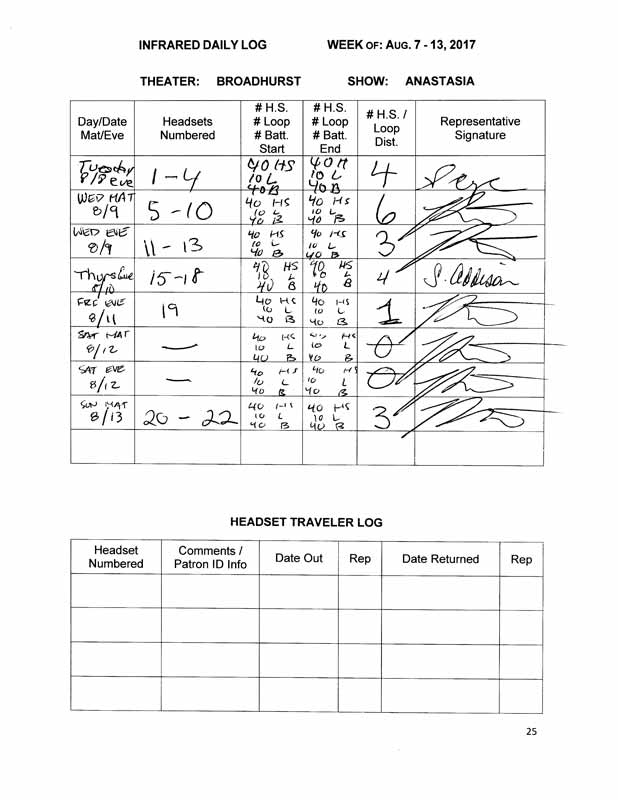 INFRARED DAILY LOG WEEK OF: AUG. 7 - 13, 2017
THEATER: BROADHURST SHOW: ANASTASIA
Day/Date Mat/Eve Headsets Numbered # H.S. # Loop # Batt. Start # H.S. # Loop # Batt. End # H.S. / Loop Dist. Representative Signature
Tuesday 8/8 eve 1-4 40 HS 10 L 40 B 40 H 10 L 40 B 4
WED MAT 8/9 5-10 40 HS 10 L 40 B 40 HS 10 L 40 B 6
WED EVE 8/9 11-13 40 HS 10 L 40 B 40 HS 10 L 40 B 3
Thurs Eve 8/10 15-18 40 HS 10 L 40 B 40 HS 10 L 40 B 4 S. Addison
FRI EVE 8/11 19 40 HS 10 L 40 B 40 HS 10 L 40 B 1
SAT MAT 8/12 — 40 HS 10 L 40 B HS 10 L 40 B 0
SAT EVE 8/12 — 40 HS 10 L 40 B 40 HS 10 L 40 B 0
SUN MAT 8/13 20-22 40 HS 10 L 40 B 40 HS 10 L 40 B 3
HEADSET TRAVELER LOG
Headset Numbered Comments / Patron ID Info Date Out Rep Date Returned Rep
25